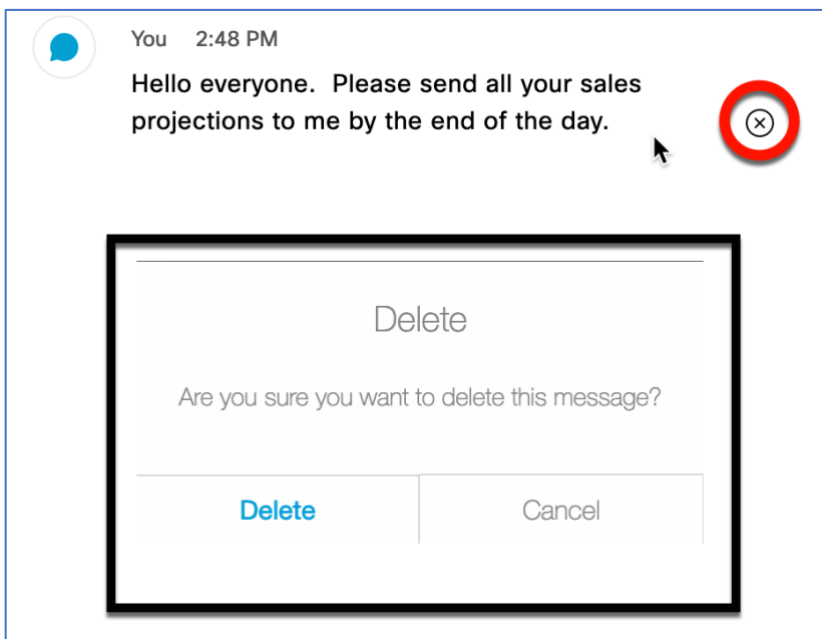 You 2:48 PM
Hello everyone.  Please send all your sales
projections to me by the end of the day.
Delete
Are you sure you want to delete this message?
Delete
Cancel